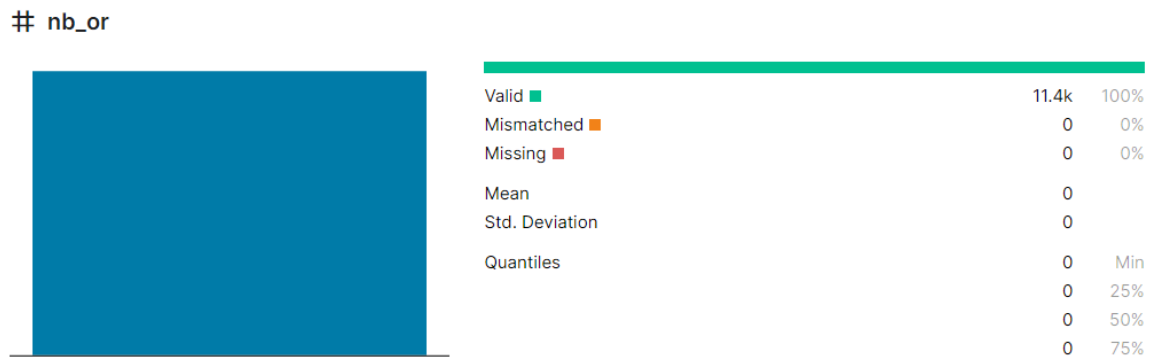 # nb_or
Valid 11.4k 100%
Mismatched 0 0%
Missing 0 0%
Mean 0
Std. Deviation 0
Quantiles 0 Min
0 25%
0 50%
0 75%